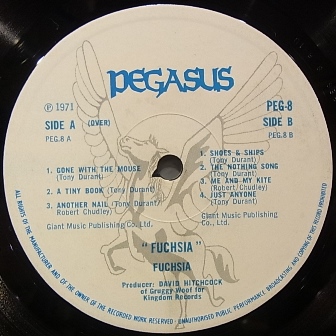 PEGASUS
℗ 1971
SIDE A (OVER)
PEG.8 A
PEG-8
SIDE B
PEG.8 B
1. GONE WITH THE MOUSE
(Tony Durant)
2. A TINY BOOK (Tony Durant)
3. ANOTHER NAIL (Tony Durant/
Robert Chudley)
Giant Music Publishing
Co. Ltd.
1. SHOES & SHIPS
(Tony Durant)
2. THE NOTHING SONG
(Tony Durant)
3. ME AND MY KITE
(Robert Chudley)
4. JUST ANYONE
(Tony Durant)
Giant Music Publishing
Co., Ltd.
" FUCHSIA "
FUCHSIA
Producer: DAVID HITCHCOCK
of Gruggy Woof for
Kingdom Records
ALL RIGHTS OF THE MANUFACTURER AND OF THE OWNER OF THE RECORDED WORK RESERVED - UNAUTHORISED PUBLIC PERFORMANCE, BROADCASTING AND COPYING OF THIS RECORD PROHIBITED